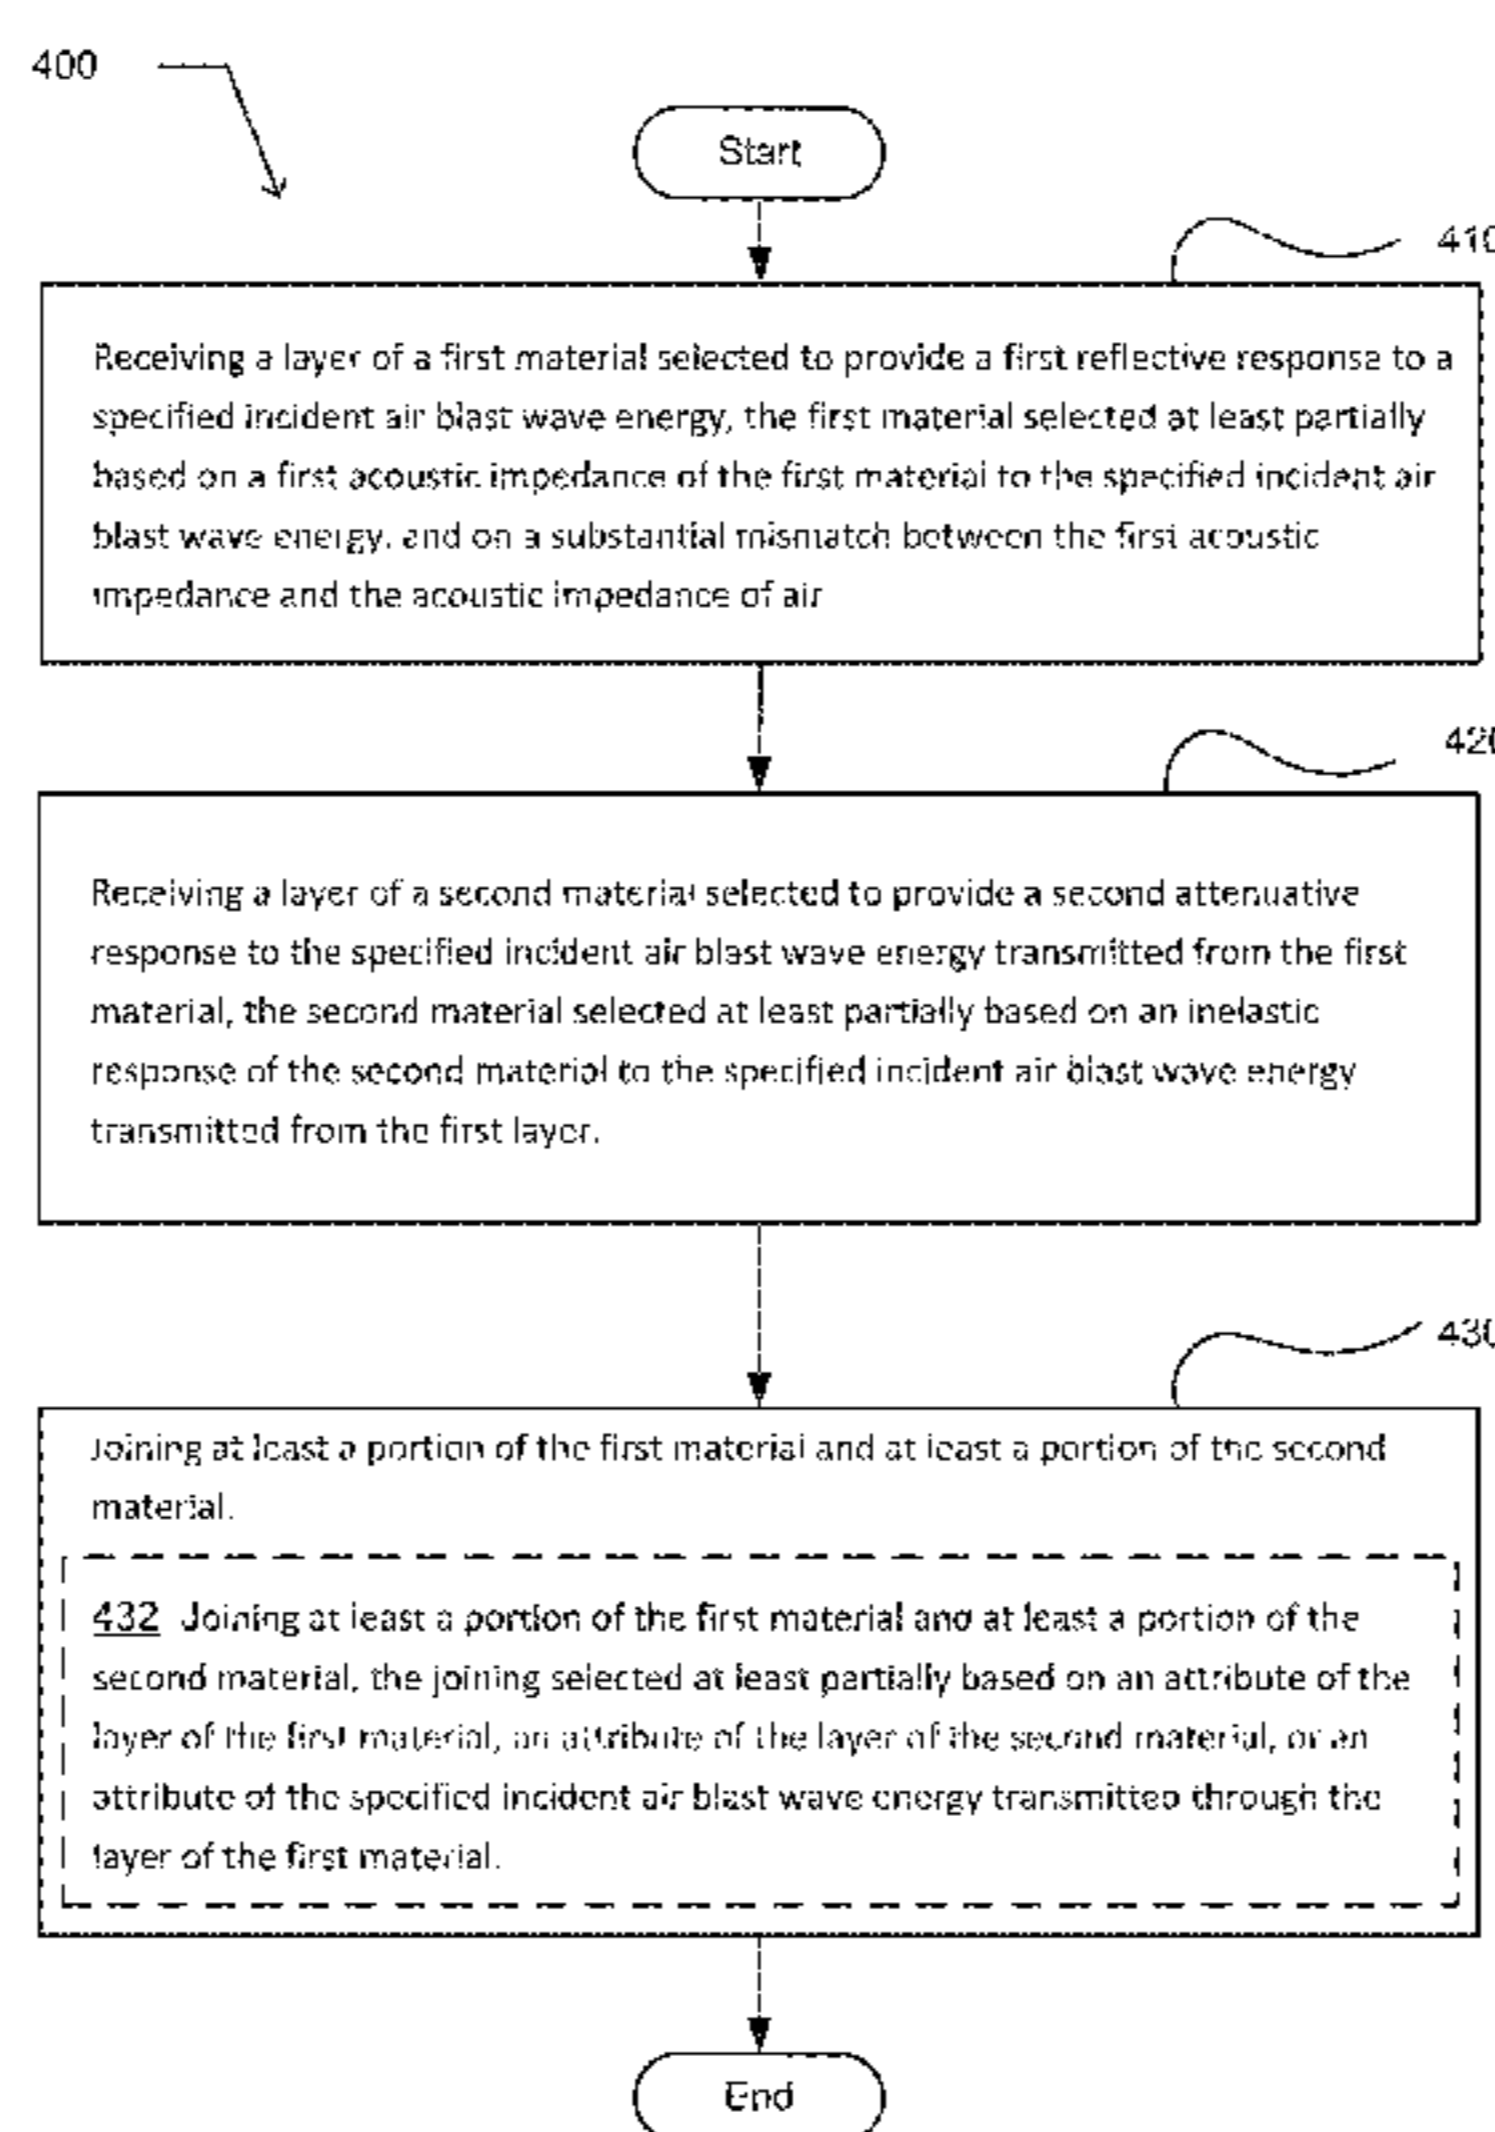 400
Start
410
Receiving a layer of a first material selected to provide a first reflective response to a
specified incident air blast wave energy, the first material selected at least partially
based on a first acoustic impedance of the first material to the specified incident air
blast wave energy, and on a substantial mismatch between the first acoustic
impedance and the acoustic impedance of air
420
Receiving a layer of a second material selected to provide a second attenuative
response to the specified incident air blast wave energy transmitted from the first
material, the second material selected at least partially based on an inelastic
response of the second material to the specified incident air blast wave energy
transmitted from the first layer.
430
Joining at least a portion of the first material and at least a portion of the second
material.
432 Joining at least a portion of the first material and at least a portion of the
second material, the joining selected at least partially based on an attribute of the
layer of the first material, an attribute of the layer of the second material, or an
attribute of the specified incident air blast wave energy transmitted through the
layer of the first material.
End